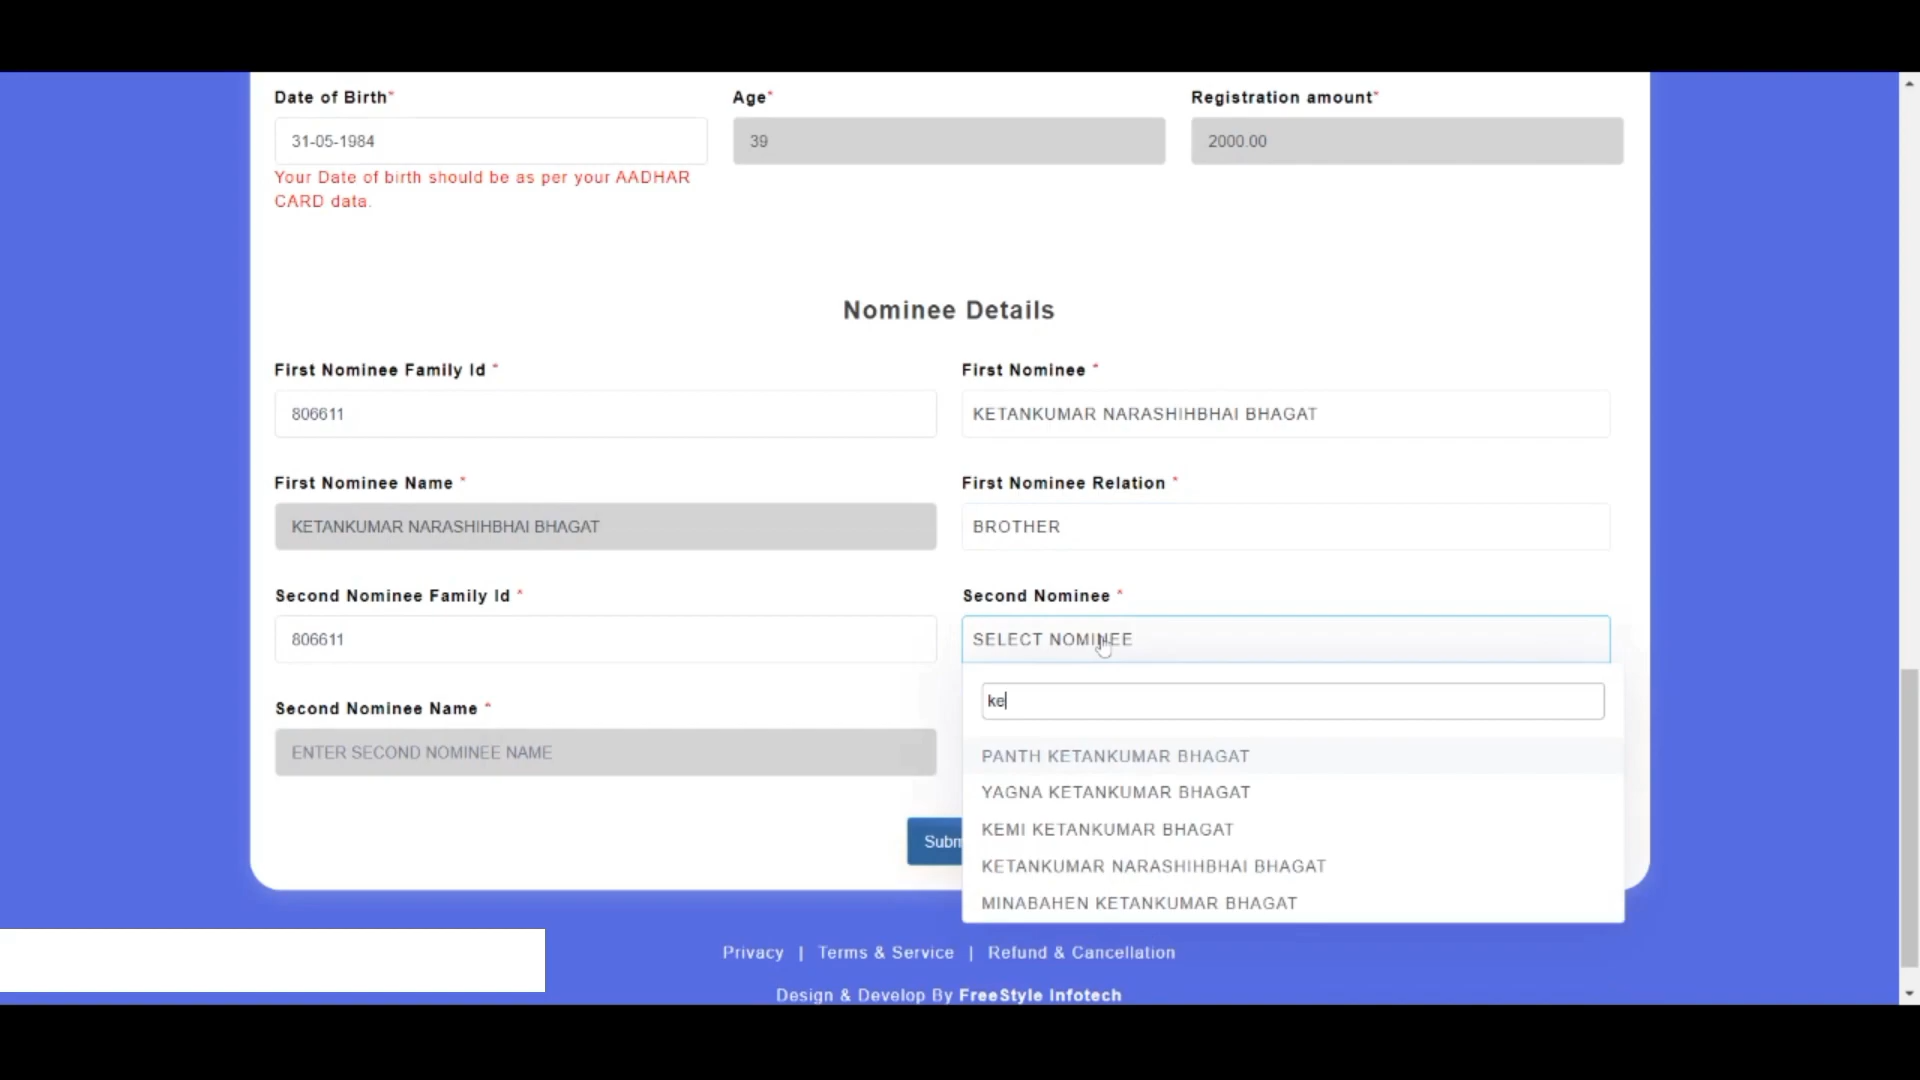 Date of Birth* Age* Registration amount*
31-05-1984 39 2000.00
Your Date of birth should be as per your AADHAR
CARD data.
Nominee Details
First Nominee Family Id * First Nominee *
806611 KETANKUMAR NARASHIHBHAI BHAGAT
First Nominee Name * First Nominee Relation *
KETANKUMAR NARASHIHBHAI BHAGAT BROTHER
Second Nominee Family Id * Second Nominee *
806611 SELECT NOMINEE
ke
Second Nominee Name *
ENTER SECOND NOMINEE NAME
PANTH KETANKUMAR BHAGAT
YAGNA KETANKUMAR BHAGAT
KEMI KETANKUMAR BHAGAT
KETANKUMAR NARASHIHBHAI BHAGAT
MINABAHEN KETANKUMAR BHAGAT
Subm
Privacy | Terms & Service | Refund & Cancellation
Design & Develop By FreeStyle Infotech